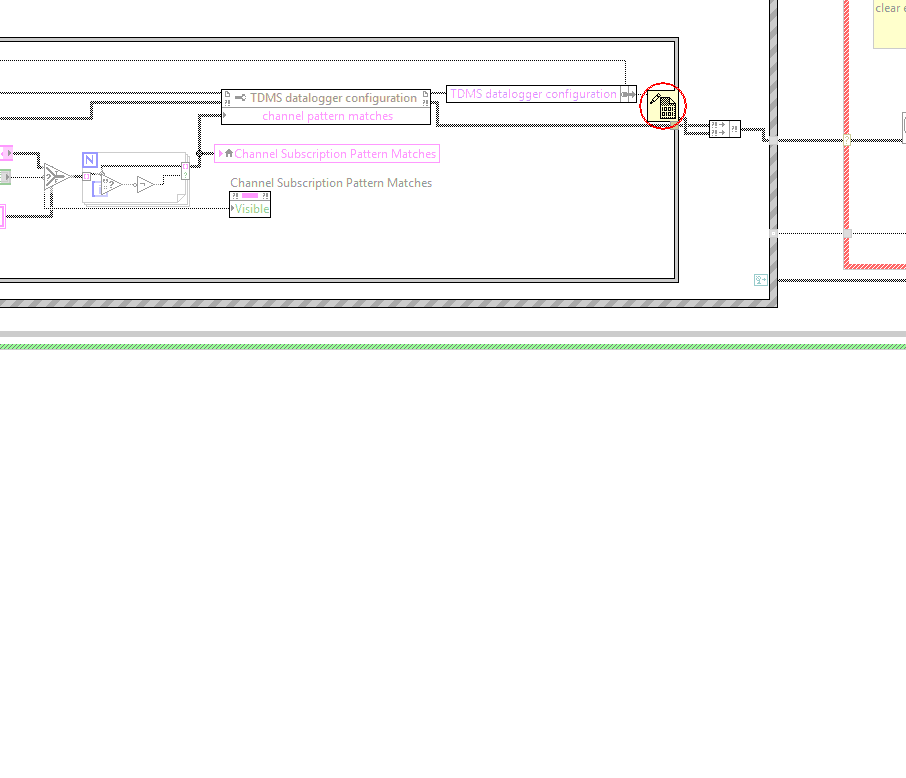 clear e
TDMS datalogger configuration
TDMS datalogger configuration
channel pattern matches
N
Channel Subscription Pattern Matches
Channel Subscription Pattern Matches
Visible